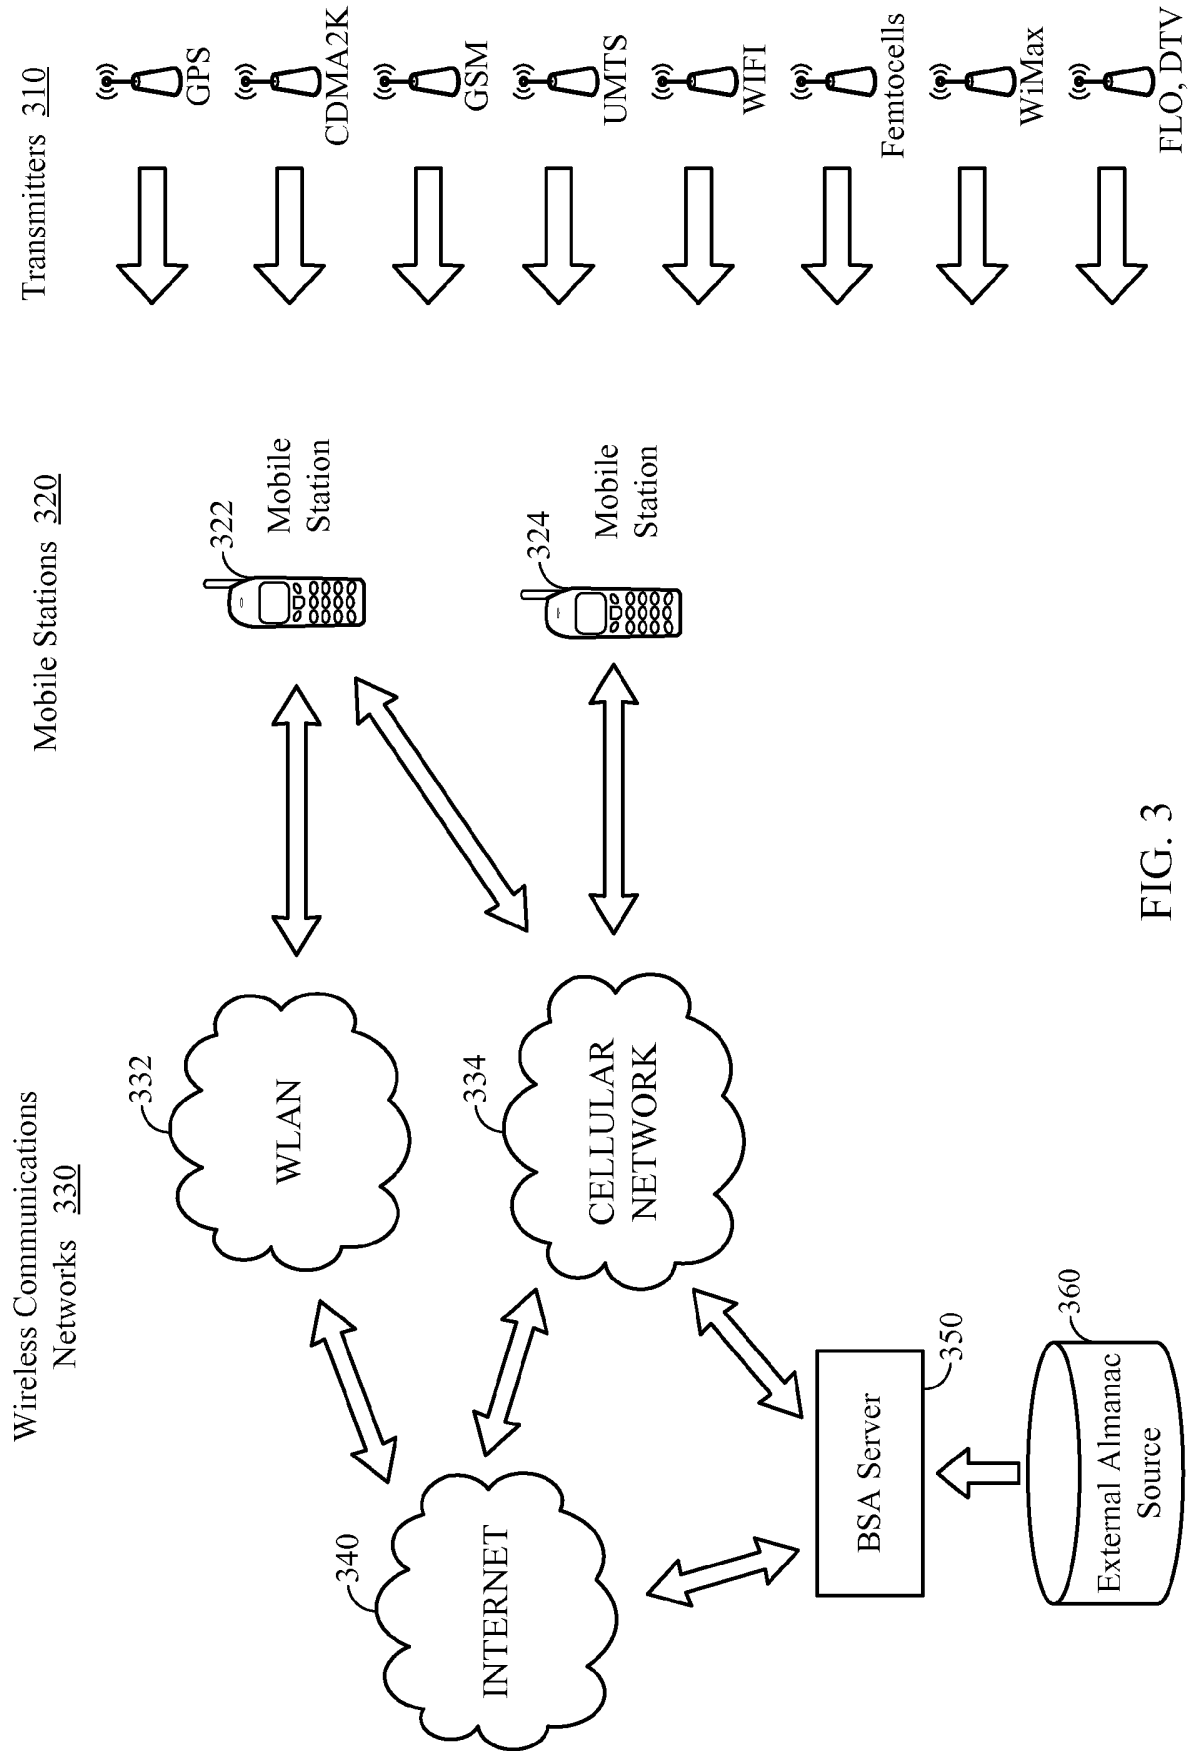 Wireless Communications
Networks 330
Mobile Stations 320
Transmitters 310
332
WLAN
334
CELLULAR
NETWORK
340
INTERNET
BSA Server
350
External Almanac
Source
360
322
Mobile
Station
324
Mobile
Station
GPS
CDMA2K
GSM
UMTS
WIFI
Femtocells
WiMax
FLO, DTV
FIG. 3